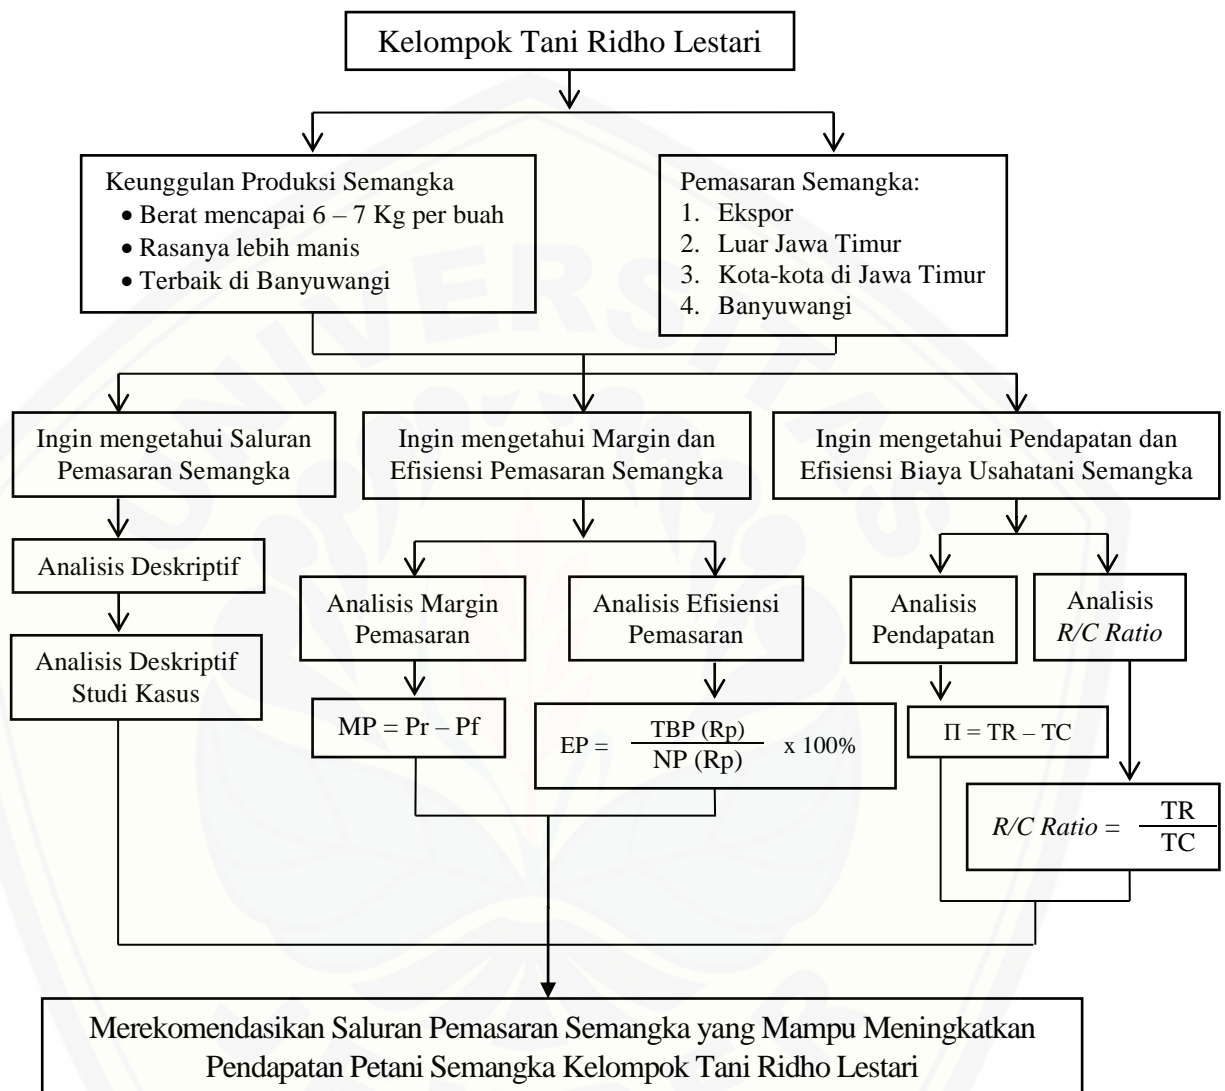 Kelompok Tani Ridho Lestari
Keunggulan Produksi Semangka
• Berat mencapai 6 – 7 Kg per buah
• Rasanya lebih manis
• Terbaik di Banyuwangi
Pemasaran Semangka:
1. Ekspor
2. Luar Jawa Timur
3. Kota-kota di Jawa Timur
4. Banyuwangi
Ingin mengetahui Saluran
Pemasaran Semangka
Ingin mengetahui Margin dan
Efisiensi Pemasaran Semangka
Ingin mengetahui Pendapatan dan
Efisiensi Biaya Usahatani Semangka
Analisis Deskriptif
Analisis Deskriptif
Studi Kasus
Analisis Margin
Pemasaran
Analisis Efisiensi
Pemasaran
Analisis
Pendapatan
Analisis
R/C Ratio
MP = Pr – Pf
EP = TBP (Rp) / NP (Rp) x 100%
Π = TR – TC
R/C Ratio = TR / TC
Merekomendasikan Saluran Pemasaran Semangka yang Mampu Meningkatkan
Pendapatan Petani Semangka Kelompok Tani Ridho Lestari
UNIVERSITAS